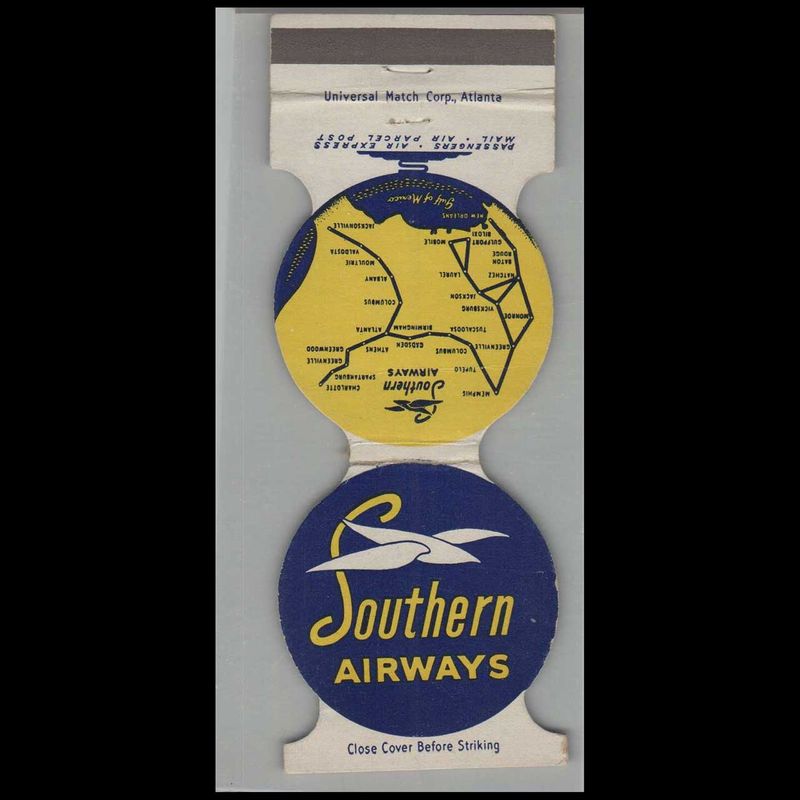 Universal Match Corp., Atlanta
PASSENGERS • AIR EXPRESS
MAIL • AIR PARCEL POST
Gulf of Mexico
NEW ORLEANS
BILOXI
GULFPORT
MOBILE
JACKSONVILLE
VALDOSTA
MOULTRIE
ALBANY
BATON
ROUGE
NATCHEZ
LAUREL
JACKSON
VICKSBURG
MONROE
COLUMBUS
ATLANTA
BIRMINGHAM
TUSCALOOSA
GREENVILLE
GADSDEN
COLUMBUS
ATHENS
GREENWOOD
GREENVILLE
SPARTANBURG
CHARLOTTE
TUPELO
MEMPHIS
Southern
AIRWAYS
Southern
AIRWAYS
Close Cover Before Striking